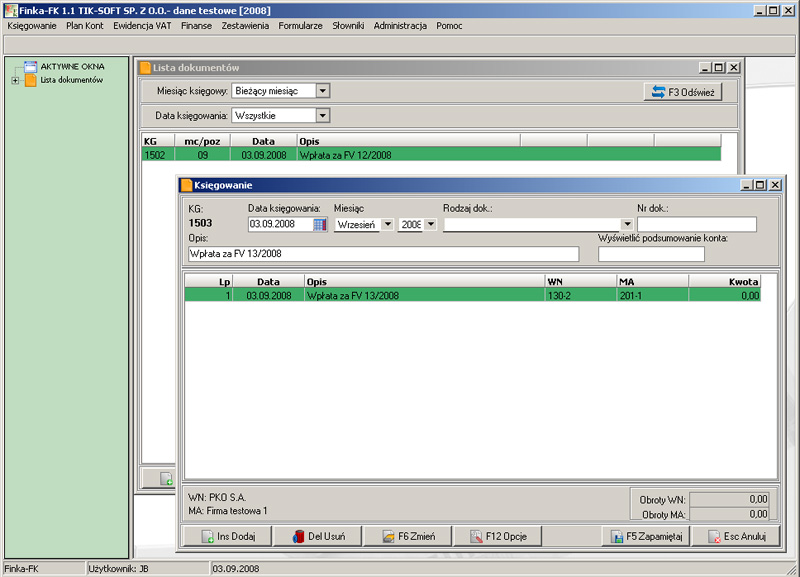 Finka-FK 1.1 TIK-SOFT SP. Z O.O.- dane testowe [2008]
Księgowanie Plan Kont Ewidencja VAT Finanse Zestawienia Formularze Słowniki Administracja Pomoc
AKTYWNE OKNA
Lista dokumentów
Lista dokumentów
Miesiąc księgowy: Bieżący miesiąc F3 Odśwież
Data księgowania: Wszystkie
KG mc/poz Data Opis
1502 09 03.09.2008 Wpłata za FV 12/2008
Księgowanie
KG: Data księgowania: Miesiąc Rodzaj dok.: Nr dok.:
1503 03.09.2008 Wrzesień 2008
Opis: Wyświetlić podsumowanie konta:
Wpłata za FV 13/2008
Lp Data Opis WN MA Kwota
1 03.09.2008 Wpłata za FV 13/2008 130-2 201-1 0,00
WN: PKO S.A. Obroty WN: 0,00
MA: Firma testowa 1 Obroty MA: 0,00
Ins Dodaj Del Usuń F6 Zmień F12 Opcje F5 Zapamiętaj Esc Anuluj
Finka-FK Użytkownik: JB 03.09.2008